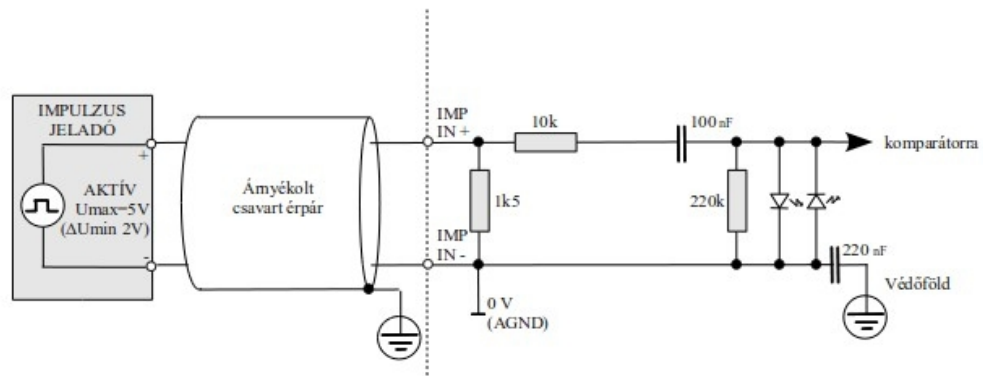 IMPULZUS
JELADÓ
+
AKTÍV
Umax=5V
(ΔUmin 2V)
-
Árnyékolt
csavart érpár
IMP
IN +
10k
100 nF
komparátorra
1k5
220k
IMP
IN -
220 nF
0 V
(AGND)
Védőföld